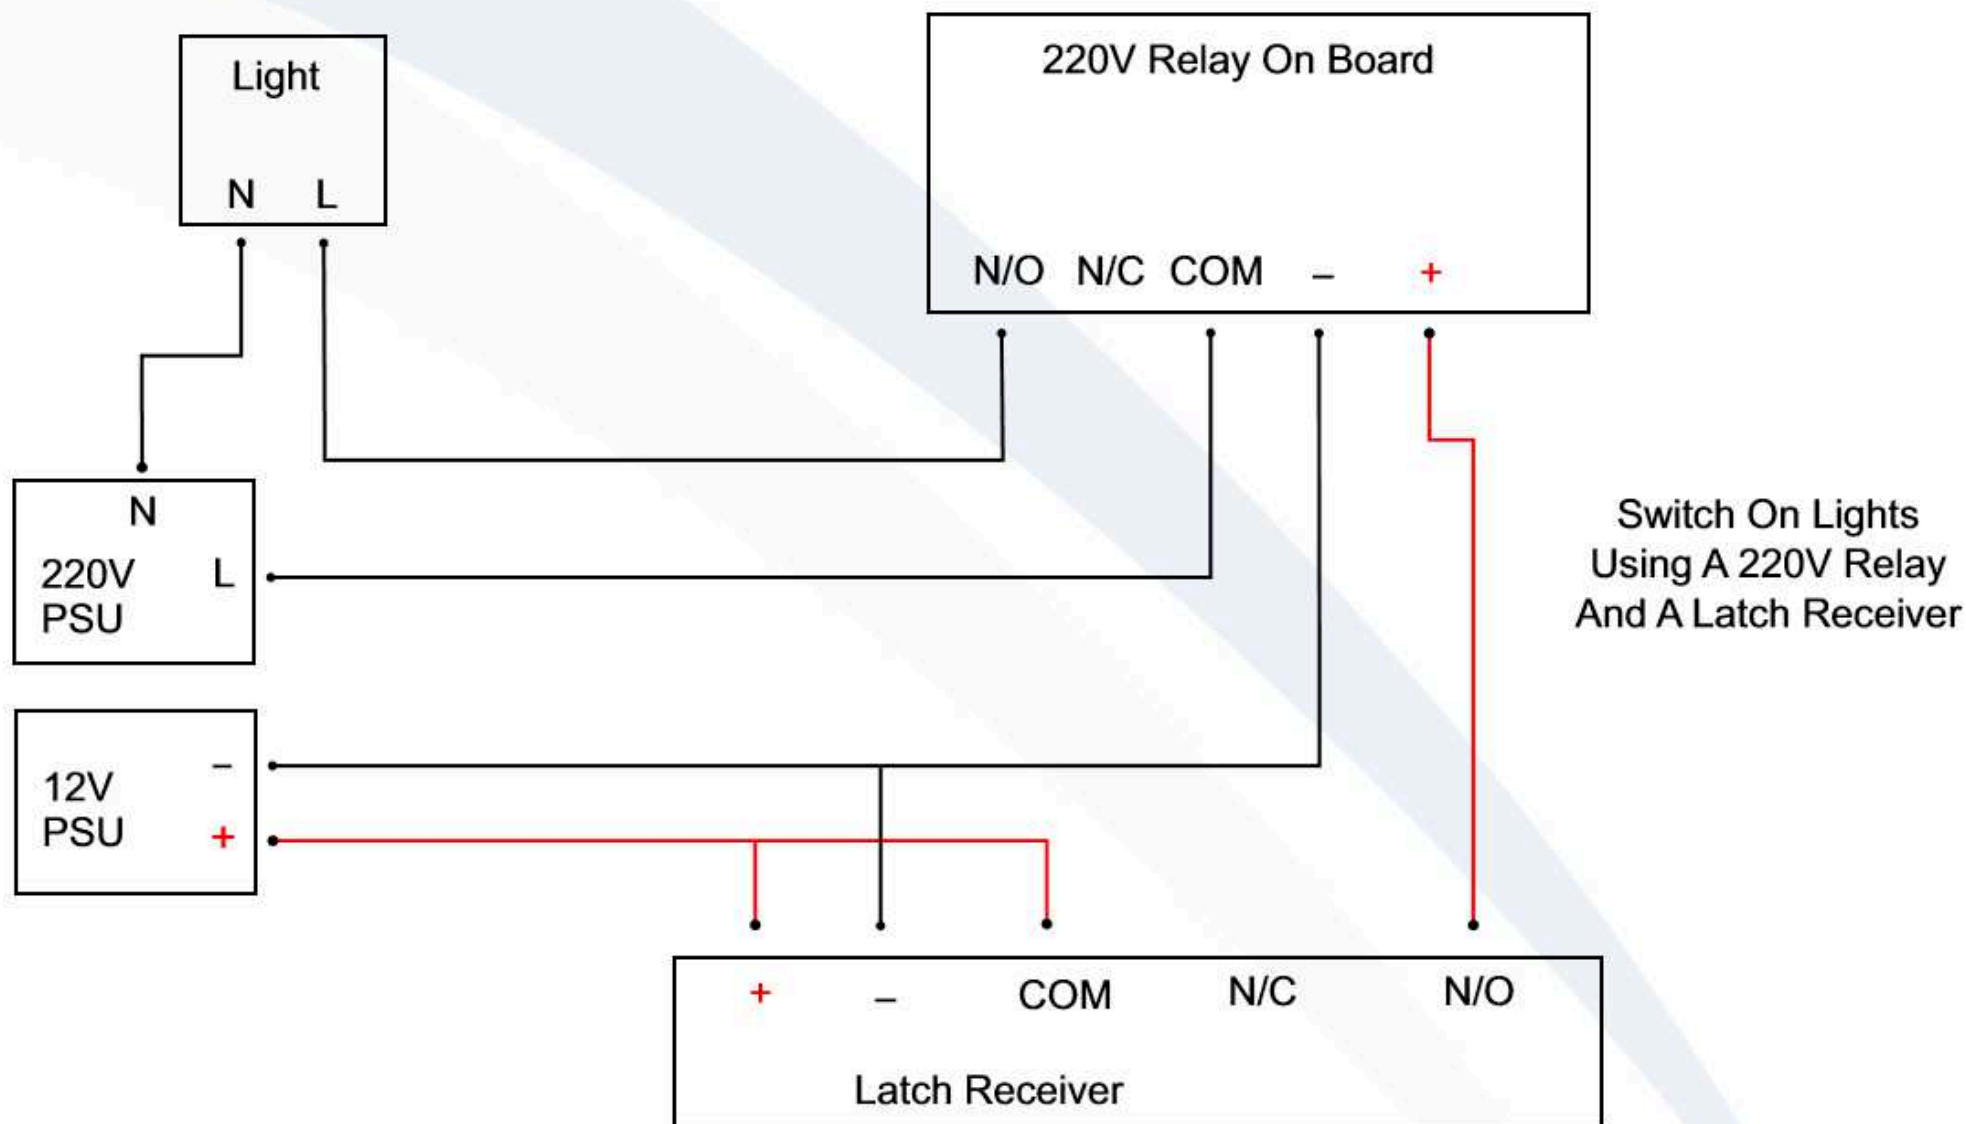 Light
N L
220V Relay On Board
N/O N/C COM – +
N
220V L
PSU
Switch On Lights
Using A 220V Relay
And A Latch Receiver
–
12V
PSU +
+ – COM N/C N/O
Latch Receiver